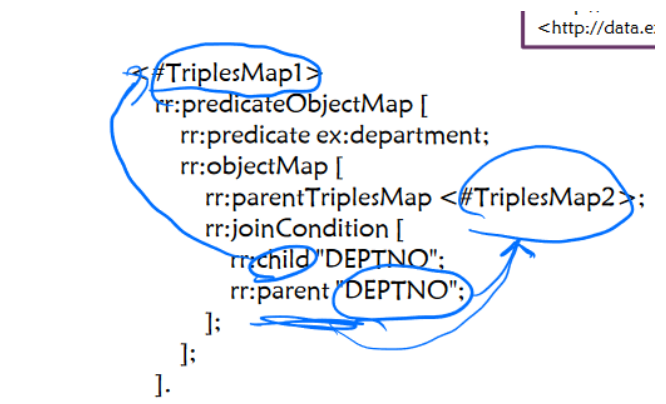 <http://data.ex
<#TriplesMap1>
rr:predicateObjectMap [
rr:predicate ex:department;
rr:objectMap [
rr:parentTriplesMap <#TriplesMap2>;
rr:joinCondition [
rr:child "DEPTNO";
rr:parent "DEPTNO";
];
];
].